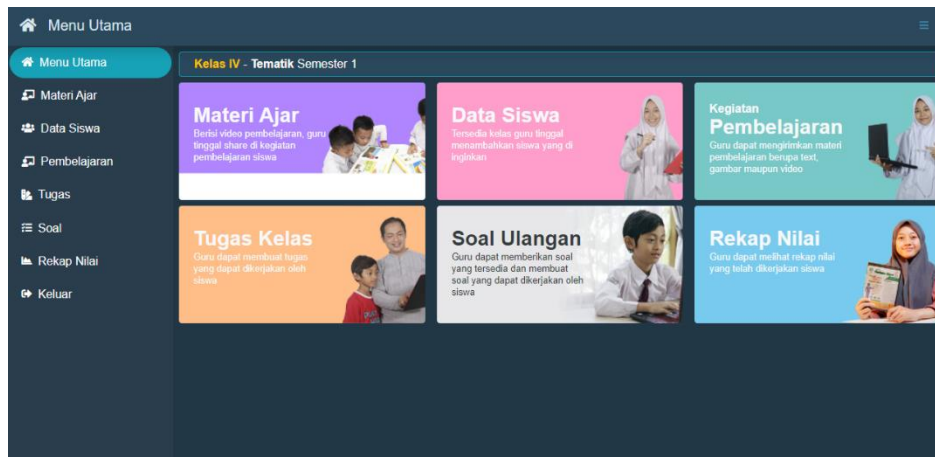 Menu Utama
Menu Utama
Materi Ajar
Data Siswa
Pembelajaran
Tugas
Soal
Rekap Nilai
Keluar
Kelas IV - Tematik Semester 1
Materi Ajar
Berisi video pembelajaran, guru
tinggal share di kegiatan
pembelajaran siswa
Data Siswa
Tersedia kelas guru tinggal
menambahkan siswa yang di
inginkan
Kegiatan
Pembelajaran
Guru dapat mengirimkan materi
pembelajaran berupa text,
gambar maupun video
Tugas Kelas
Guru dapat membuat tugas
yang dapat dikerjakan oleh
siswa
Soal Ulangan
Guru dapat memberikan soal
yang tersedia dan membuat
soal yang dapat dikerjakan oleh
siswa
Rekap Nilai
Guru dapat melihat rekap nilai
yang telah dikerjakan siswa